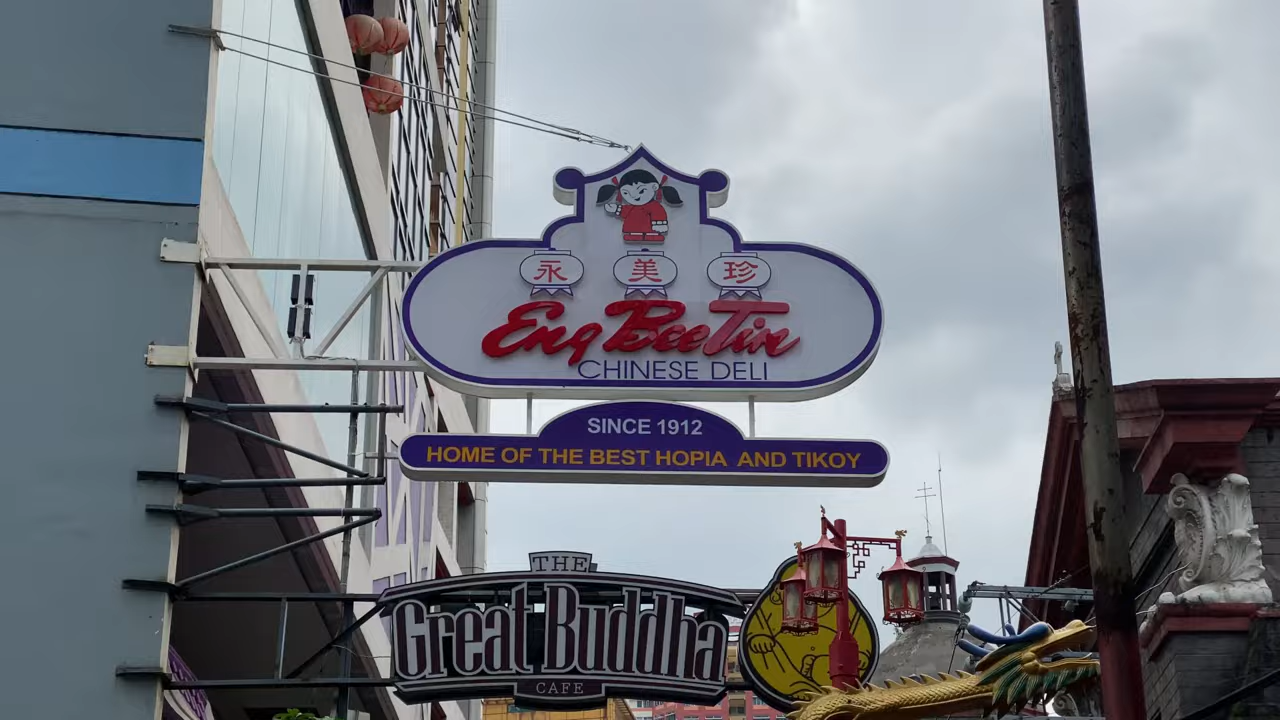 永 美 珍
Eng Bee Tin
CHINESE DELI
SINCE 1912
HOME OF THE BEST HOPIA AND TIKOY
THE
Great Buddha
CAFE